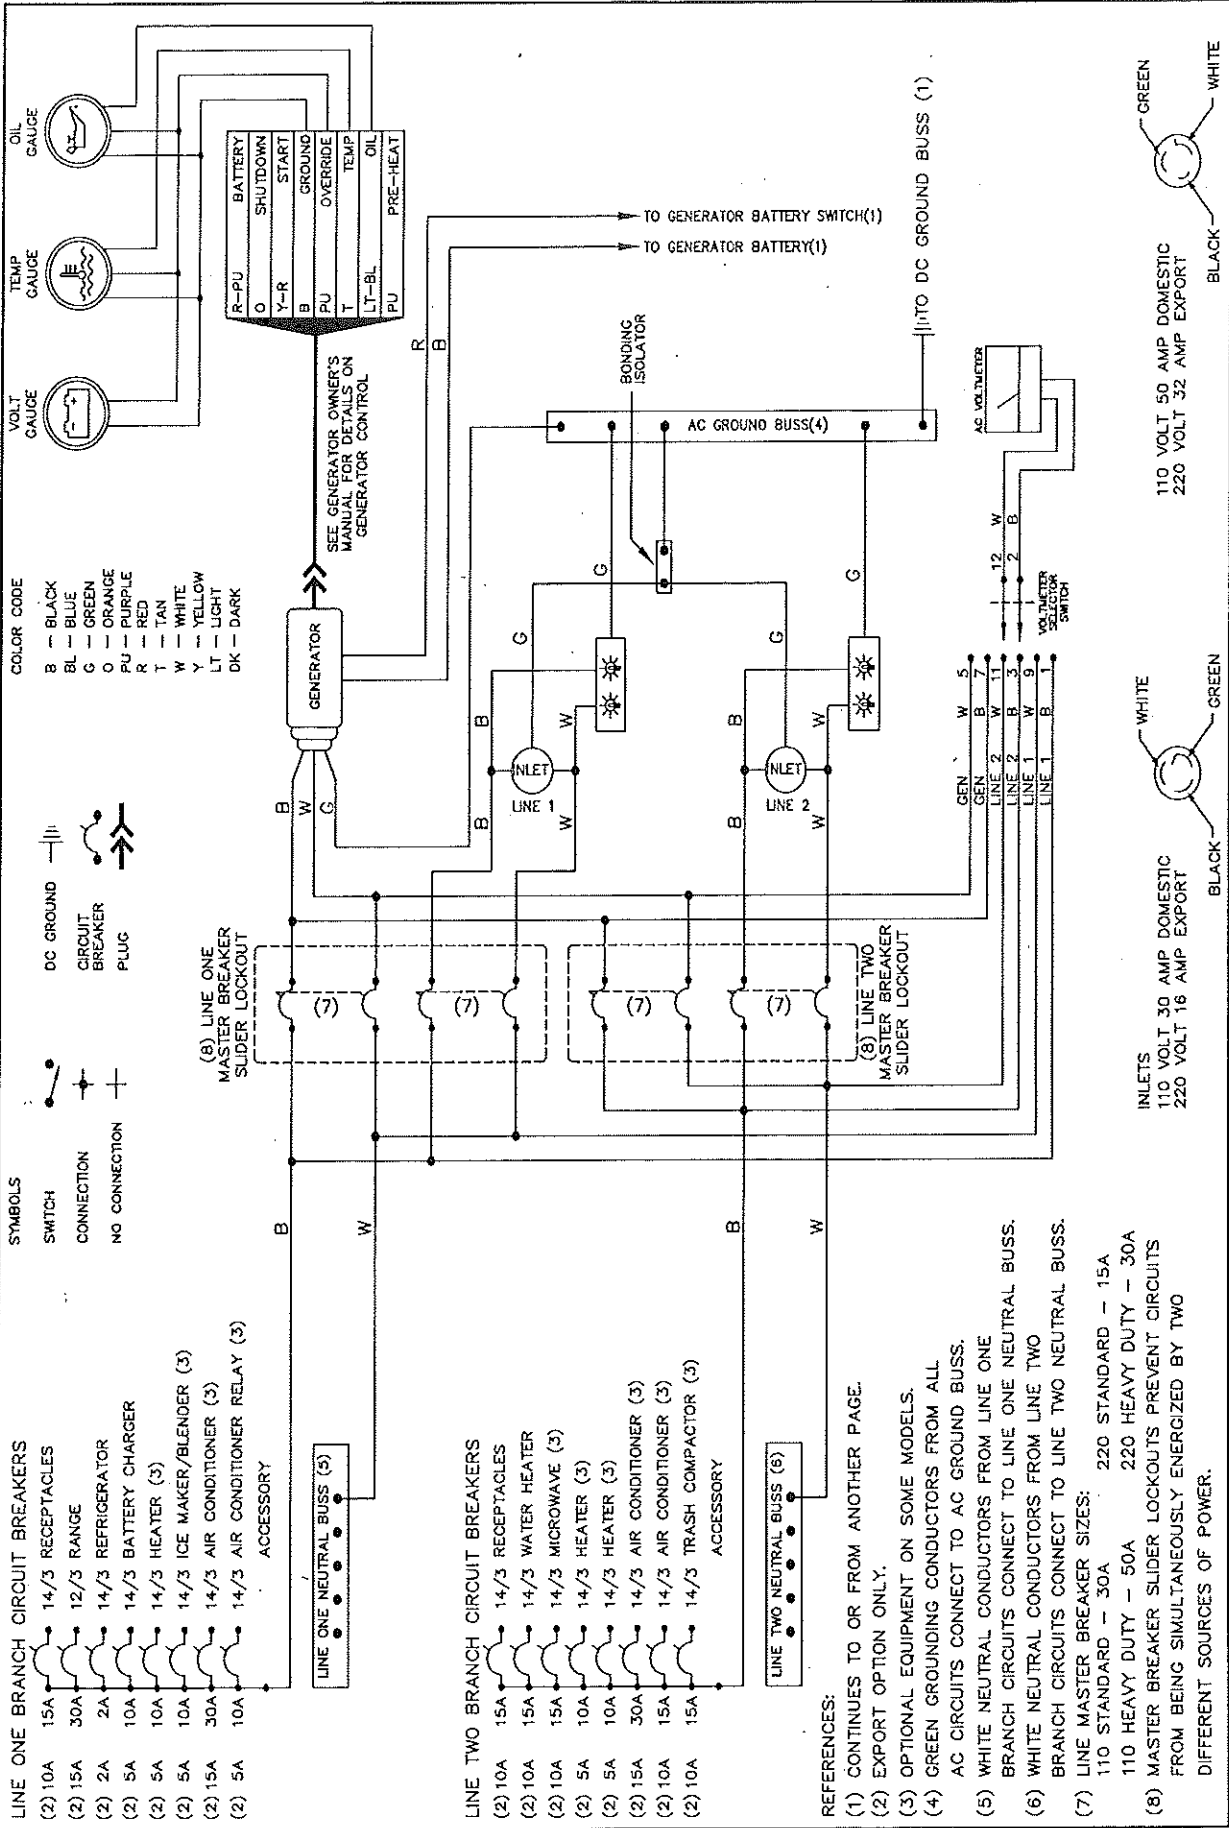 LINE ONE BRANCH CIRCUIT BREAKERS
(2) 10A 15A 14/3 RECEPTACLES
(2) 15A 30A 12/3 RANGE
(2) 2A 2A 14/3 REFRIGERATOR
(2) 5A 10A 14/3 BATTERY CHARGER
(2) 5A 10A 14/3 HEATER (3)
(2) 5A 10A 14/3 ICE MAKER/BLENDER (3)
(2) 15A 30A 14/3 AIR CONDITIONER (3)
(2) 5A 10A 14/3 AIR CONDITIONER RELAY (3)
ACCESSORY
LINE ONE NEUTRAL BUSS (5)
LINE TWO BRANCH CIRCUIT BREAKERS
(2) 10A 15A 14/3 RECEPTACLES
(2) 10A 15A 14/3 WATER HEATER
(2) 10A 15A 14/3 MICROWAVE (3)
(2) 5A 10A 14/3 HEATER (3)
(2) 5A 10A 14/3 HEATER (3)
(2) 15A 30A 14/3 AIR CONDITIONER (3)
(2) 10A 15A 14/3 AIR CONDITIONER (3)
(2) 10A 15A 14/3 TRASH COMPACTOR (3)
ACCESSORY
LINE TWO NEUTRAL BUSS (6)
REFERENCES:
(1) CONTINUES TO OR FROM ANOTHER PAGE.
(2) EXPORT OPTION ONLY.
(3) OPTIONAL EQUIPMENT ON SOME MODELS.
(4) GREEN GROUNDING CONDUCTORS FROM ALL
AC CIRCUITS CONNECT TO AC GROUND BUSS.
(5) WHITE NEUTRAL CONDUCTORS FROM LINE ONE
BRANCH CIRCUITS CONNECT TO LINE ONE NEUTRAL BUSS.
(6) WHITE NEUTRAL CONDUCTORS FROM LINE TWO
BRANCH CIRCUITS CONNECT TO LINE TWO NEUTRAL BUSS.
(7) LINE MASTER BREAKER SIZES:
110 STANDARD – 30A 220 STANDARD – 15A
110 HEAVY DUTY – 50A 220 HEAVY DUTY – 30A
(8) MASTER BREAKER SLIDER LOCKOUTS PREVENT CIRCUITS
FROM BEING SIMULTANEOUSLY ENERGIZED BY TWO
DIFFERENT SOURCES OF POWER.
SYMBOLS
SWITCH
CONNECTION
NO CONNECTION
DC GROUND
CIRCUIT
BREAKER
PLUG
B
W
B
W
(8) LINE ONE
MASTER BREAKER
SLIDER LOCKOUT
(7)
(7)
(7)
(7)
(8) LINE TWO
MASTER BREAKER
SLIDER LOCKOUT
COLOR CODE
B – BLACK
BL – BLUE
G – GREEN
O – ORANGE
PU – PURPLE
R – RED
T – TAN
W – WHITE
Y – YELLOW
LT – LIGHT
DK – DARK
GENERATOR
B
W
G
B
B
W
W
INLET
LINE 1
G
G
B
B
W
W
INLET
LINE 2
G
SEE GENERATOR OWNER'S
MANUAL FOR DETAILS ON
GENERATOR CONTROL
R
B
VOLT
GAUGE
TEMP
GAUGE
OIL
GAUGE
R–PU BATTERY
O SHUTDOWN
Y–R START
B GROUND
PU OVERRIDE
T TEMP
LT–BL OIL
PU PRE–HEAT
TO GENERATOR BATTERY SWITCH(1)
TO GENERATOR BATTERY(1)
BONDING
ISOLATOR
AC GROUND BUSS(4)
TO DC GROUND BUSS (1)
GEN W 5
GEN B 7
LINE 2 W 11
LINE 2 B 3
LINE 1 W 9
LINE 1 B 1
VOLTMETER
SELECTOR
SWITCH
12 W
2 B
AC VOLTMETER
INLETS
110 VOLT 30 AMP DOMESTIC
220 VOLT 16 AMP EXPORT
BLACK
WHITE
GREEN
110 VOLT 50 AMP DOMESTIC
220 VOLT 32 AMP EXPORT
BLACK
GREEN
WHITE